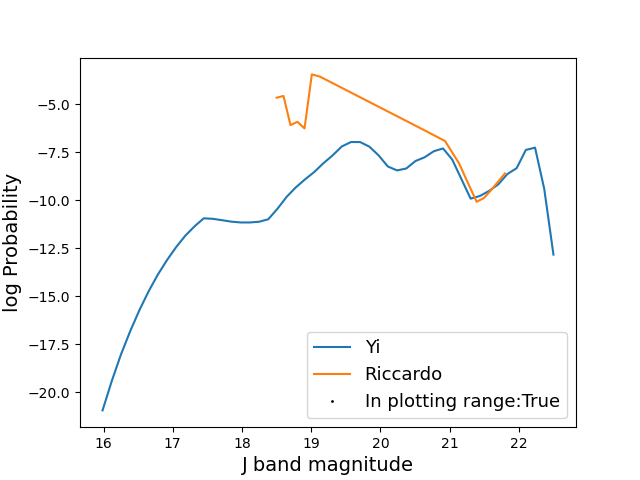 −5.0
−7.5
−10.0
−12.5
−15.0
−17.5
−20.0
log Probability
16 17 18 19 20 21 22
J band magnitude
Yi
Riccardo
In plotting range:True